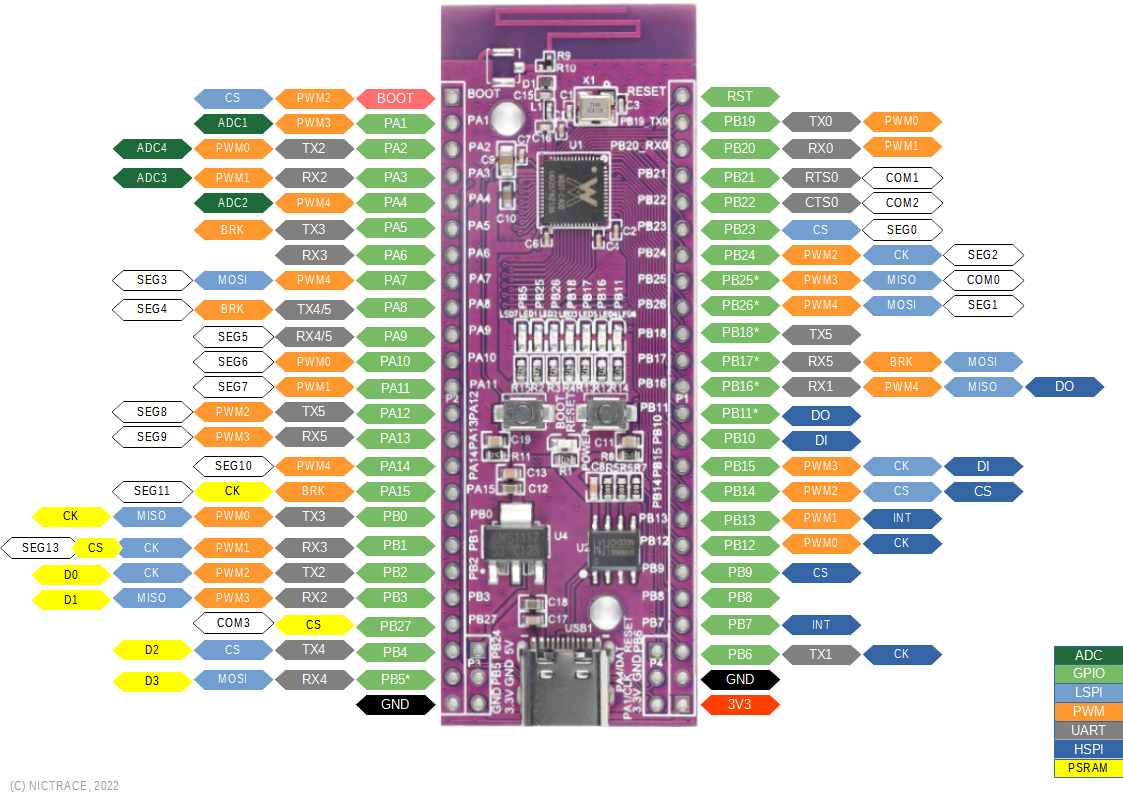 CS PWM2 BOOT
ADC1 PWM3 PA1
ADC4 PWM0 TX2 PA2
ADC3 PWM1 RX2 PA3
ADC2 PWM4 PA4
BRK TX3 PA5
RX3 PA6
SEG3 MOSI PWM4 PA7
SEG4 BRK TX4/5 PA8
SEG5 RX4/5 PA9
SEG6 PWM0 PA10
SEG7 PWM1 PA11
SEG8 PWM2 TX5 PA12
SEG9 PWM3 RX5 PA13
SEG10 PWM4 PA14
SEG11 CK BRK PA15
CK MISO PWM0 TX3 PB0
SEG13 CS CK PWM1 RX3 PB1
D0 CK PWM2 TX2 PB2
D1 MISO PWM3 RX2 PB3
COM3 CS PB27
D2 CS TX4 PB4
D3 MOSI RX4 PB5*
GND
R9
R10
D1
C15
X1
L1
C1
C3
C7
C16
U1
C9
C10
C6
C2
C4
BOOT
PA1
PA2
PA3
PA4
PA5
PA6
PA7
PA8
PA9
PA10
PA11
PA12
PA13
PA14
PA15
PB0
PB1
PB2
PB3
PB27
RESET
PB19_TX0
PB20_RX0
PB21
PB22
PB23
PB24
PB25
PB26
PB18
PB17
PB16
PB11
PB10
PB15
PB14
PB13
PB12
PB9
PB8
PB7
PB5 PB25 PB26 PB18 PB17 PB16 PB11
P2
P1
BOOT
RESET
POWER
C19
R11
C11
R8
R1
C13
C12
U4
U2
C18
C17
USB1
P3
P4
GND PB5 PB24
3.3V GND 5V
PA1/CLK PA4/DAT RESET
3.3V GND PB6
RST
PB19 TX0 PWM0
PB20 RX0 PWM1
PB21 RTS0 COM1
PB22 CTS0 COM2
PB23 CS SEG0
PB24 PWM2 CK SEG2
PB25* PWM3 MISO COM0
PB26* PWM4 MOSI SEG1
PB18* TX5
PB17* RX5 BRK MOSI
PB16* RX1 PWM4 MISO DO
PB11* DO
PB10 DI
PB15 PWM3 CK DI
PB14 PWM2 CS CS
PB13 PWM1 INT
PB12 PWM0 CK
PB9 CS
PB8
PB7 INT
PB6 TX1 CK
GND
3V3
ADC
GPIO
LSPI
PWM
UART
HSPI
PSRAM
(C) NICTRACE, 2022